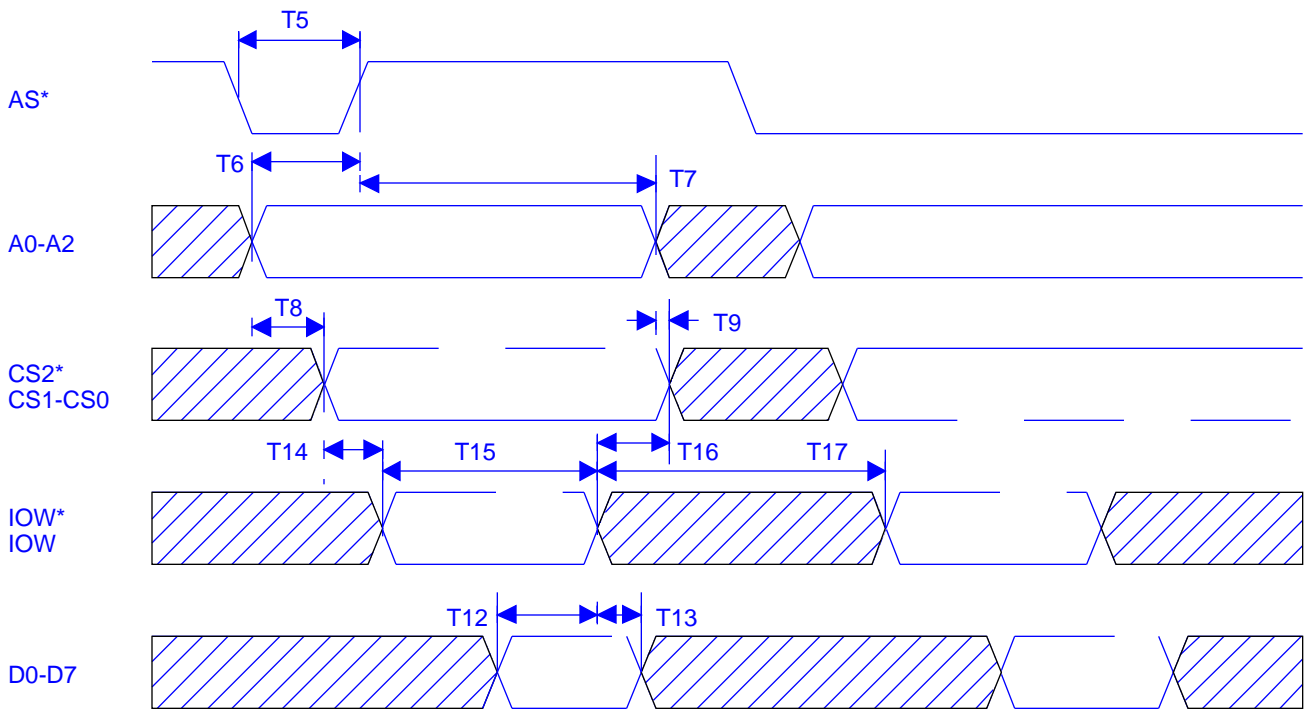 T5
AS*
T6
T7
A0-A2
T8
T9
CS2*
CS1-CS0
T14
T15
T16
T17
IOW*
IOW
T12
T13
D0-D7